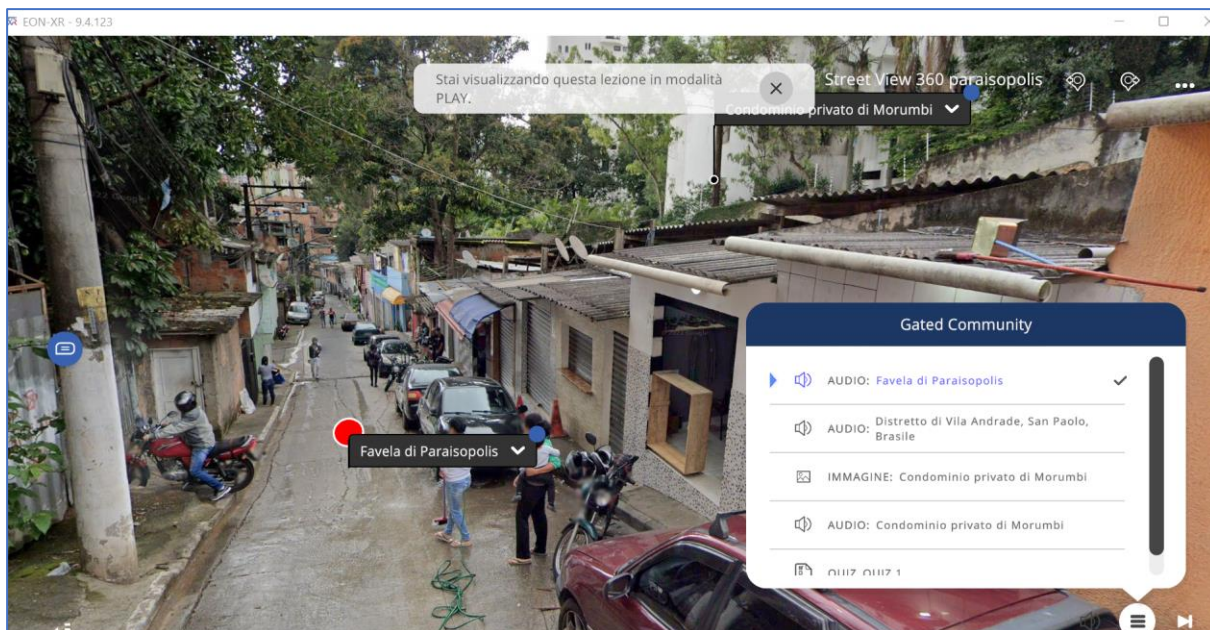 EON-XR - 9.4.123
Stai visualizzando questa lezione in modalità
PLAY.
Street View 360 paraisopolis
Condominio privato di Morumbi
Favela di Paraisopolis
Gated Community
AUDIO: Favela di Paraisopolis
AUDIO: Distretto di Vila Andrade, San Paolo,
Brasile
IMMAGINE: Condominio privato di Morumbi
AUDIO: Condominio privato di Morumbi
QUIZ QUIZ 1